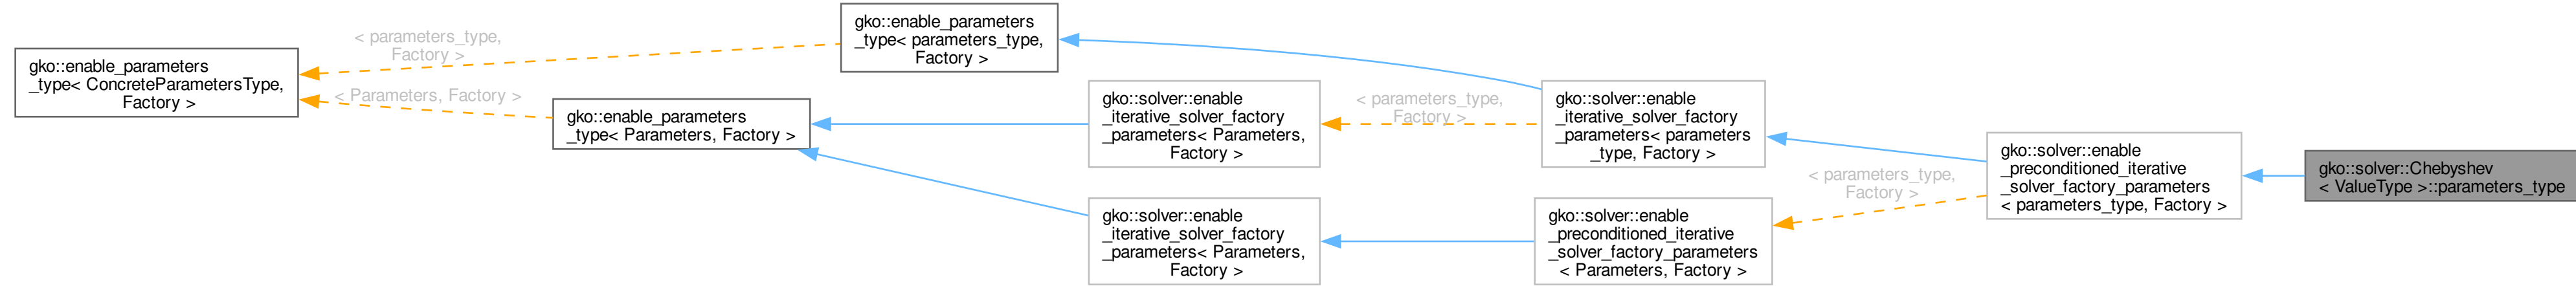 gko::enable_parameters
_type< ConcreteParametersType,
Factory >
< parameters_type,
Factory >
< Parameters, Factory >
gko::enable_parameters
_type< Parameters, Factory >
gko::enable_parameters
_type< parameters_type,
Factory >
gko::solver::enable
_iterative_solver_factory
_parameters< Parameters,
Factory >
gko::solver::enable
_iterative_solver_factory
_parameters< Parameters,
Factory >
< parameters_type,
Factory >
gko::solver::enable
_iterative_solver_factory
_parameters< parameters
_type, Factory >
gko::solver::enable
_preconditioned_iterative
_solver_factory_parameters
< Parameters, Factory >
< parameters_type,
Factory >
gko::solver::enable
_preconditioned_iterative
_solver_factory_parameters
< parameters_type, Factory >
gko::solver::Chebyshev
< ValueType >::parameters_type